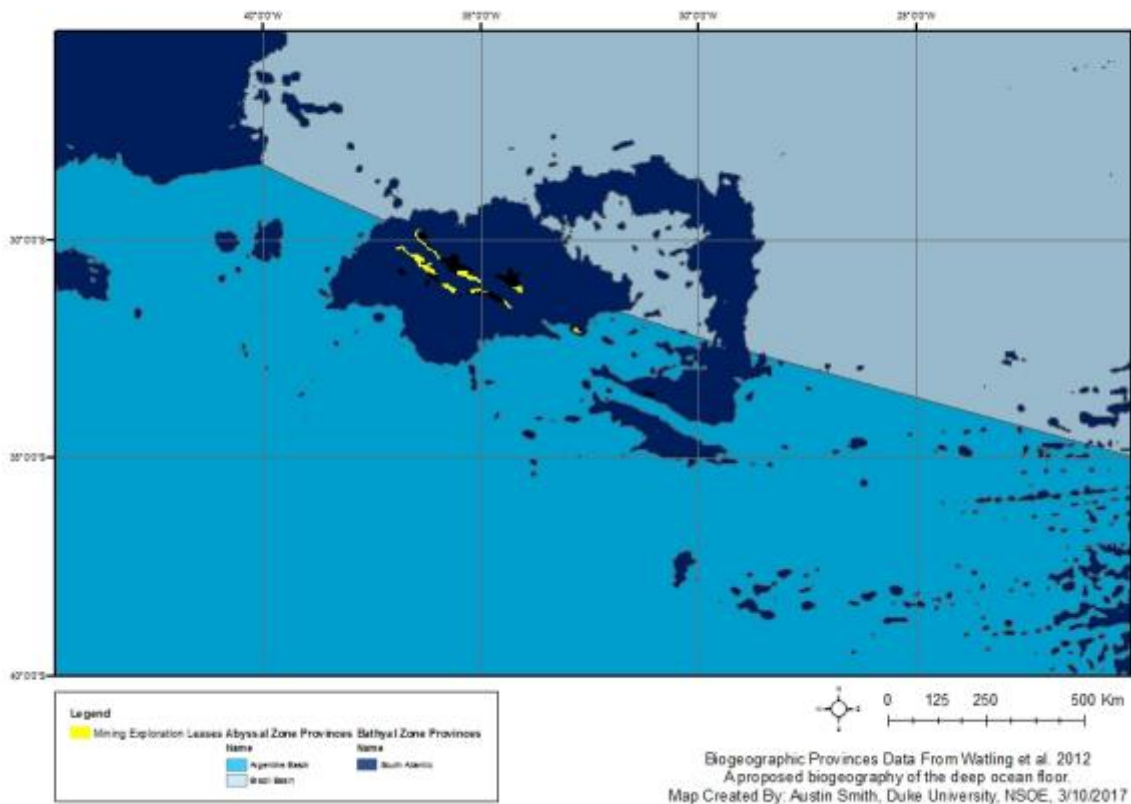 40°0'0"W 35°0'0"W 30°0'0"W 25°0'0"W
30°0'0"S
35°0'0"S
40°0'0"S
Legend
Mining Exploration Leases Abyssal Zone Provinces Bathyal Zone Provinces
Name Name
Argentine Basin South Atlantic
Brazil Basin
0 125 250 500 Km
Biogeographic Provinces Data From Watling et al. 2012
A proposed biogeography of the deep ocean floor.
Map Created By: Austin Smith, Duke University, NSOE, 3/10/2017